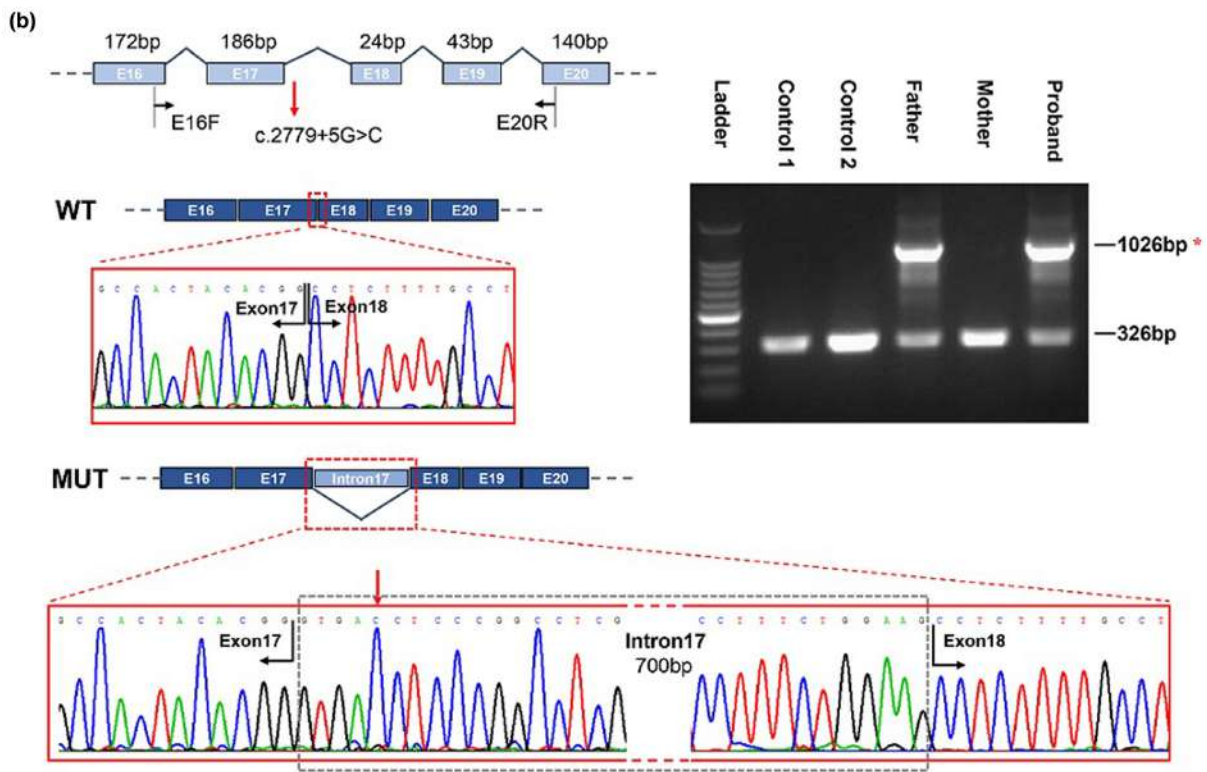 (b)
172bp 186bp 24bp 43bp 140bp
E16 E17 E18 E19 E20
E16F E20R
c.2779+5G>C
Ladder
Control 1
Control 2
Father
Mother
Proband
1026bp *
326bp
WT
E16 E17 E18 E19 E20
G C C A C T A C A C G G C C T C T T T T G C C T
Exon17 Exon18
MUT
E16 E17 Intron17 E18 E19 E20
G C C A C T A C A C G G G T G A C C T C C C G G C C T C G C C T T T C T G G A A G C C T C T T T T G C C T
Exon17 Intron17 Exon18
700bp